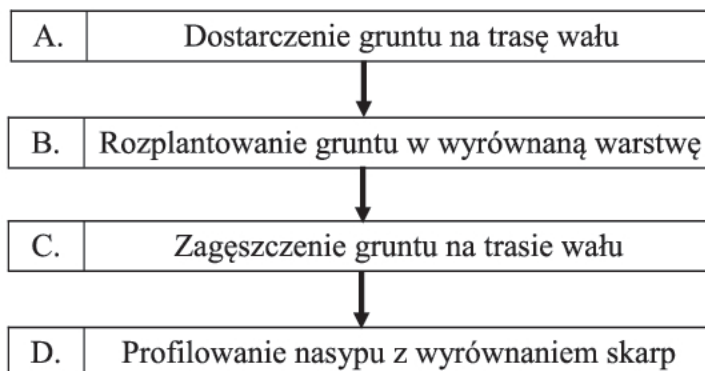 A. Dostarczenie gruntu na trasę wału
B. Rozplantowanie gruntu w wyrównaną warstwę
C. Zagęszczenie gruntu na trasie wału
D. Profilowanie nasypu z wyrównaniem skarp